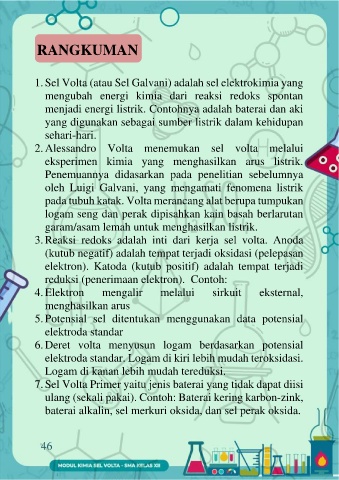 RANGKUMAN
1. Sel Volta (atau Sel Galvani) adalah sel elektrokimia yang
mengubah energi kimia dari reaksi redoks spontan
menjadi energi listrik. Contohnya adalah baterai dan aki
yang digunakan sebagai sumber listrik dalam kehidupan
sehari-hari.
2. Alessandro Volta menemukan sel volta melalui
eksperimen kimia yang menghasilkan arus listrik.
Penemuannya didasarkan pada penelitian sebelumnya
oleh Luigi Galvani, yang mengamati fenomena listrik
pada tubuh katak. Volta merancang alat berupa tumpukan
logam seng dan perak dipisahkan kain basah berlarutan
garam/asam lemah untuk menghasilkan listrik.
3. Reaksi redoks adalah inti dari kerja sel volta. Anoda
(kutub negatif) adalah tempat terjadi oksidasi (pelepasan
elektron). Katoda (kutub positif) adalah tempat terjadi
reduksi (penerimaan elektron). Contoh:
4. Elektron mengalir melalui sirkuit eksternal,
menghasilkan arus
5. Potensial sel ditentukan menggunakan data potensial
elektroda standar
6. Deret volta menyusun logam berdasarkan potensial
elektroda standar. Logam di kiri lebih mudah teroksidasi.
Logam di kanan lebih mudah tereduksi.
7. Sel Volta Primer yaitu jenis baterai yang tidak dapat diisi
ulang (sekali pakai). Contoh: Baterai kering karbon-zink,
baterai alkalin, sel merkuri oksida, dan sel perak oksida.
46
MODUL KIMIA SEL VOLTA - SMA KELAS XII